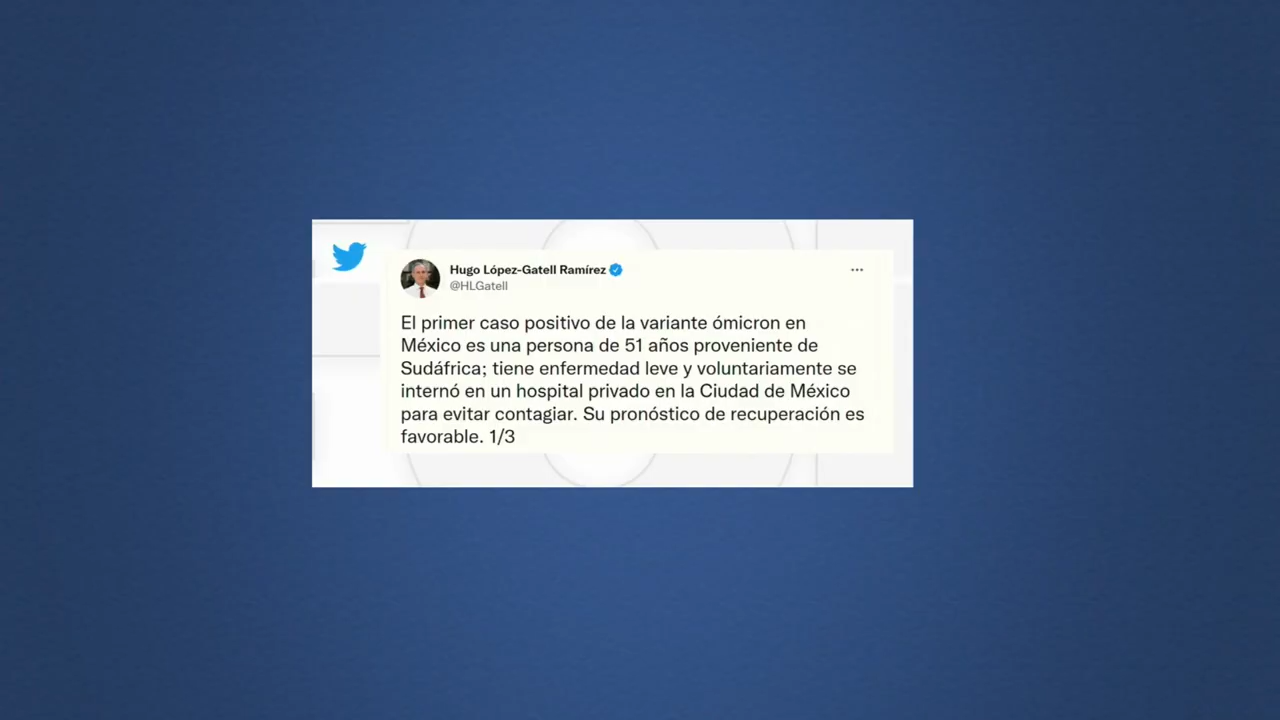 Hugo López-Gatell Ramírez
@HLGatell
El primer caso positivo de la variante ómicron en
México es una persona de 51 años proveniente de
Sudáfrica; tiene enfermedad leve y voluntariamente se
internó en un hospital privado en la Ciudad de México
para evitar contagiar. Su pronóstico de recuperación es
favorable. 1/3